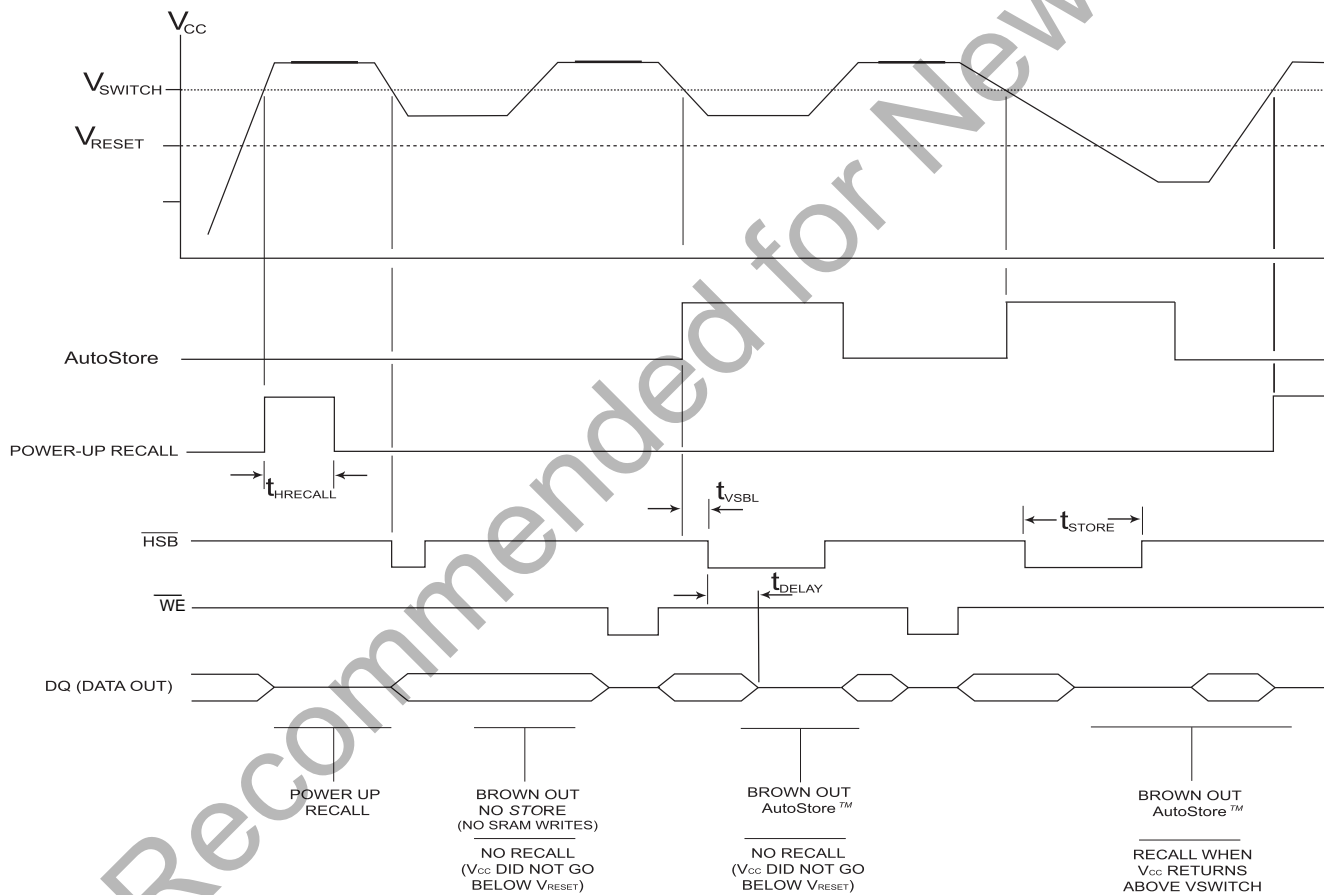 VCC
VSWITCH
VRESET
AutoStore
POWER-UP RECALL
tHRECALL
tVSBL
HSB
tSTORE
tDELAY
WE
DQ (DATA OUT)
POWER UP
RECALL
BROWN OUT
NO STORE
(NO SRAM WRITES)
NO RECALL
(VCC DID NOT GO
BELOW VRESET)
BROWN OUT
AutoStore™
NO RECALL
(VCC DID NOT GO
BELOW VRESET)
BROWN OUT
AutoStore™
RECALL WHEN
VCC RETURNS
ABOVE VSWITCH
Recommended for New